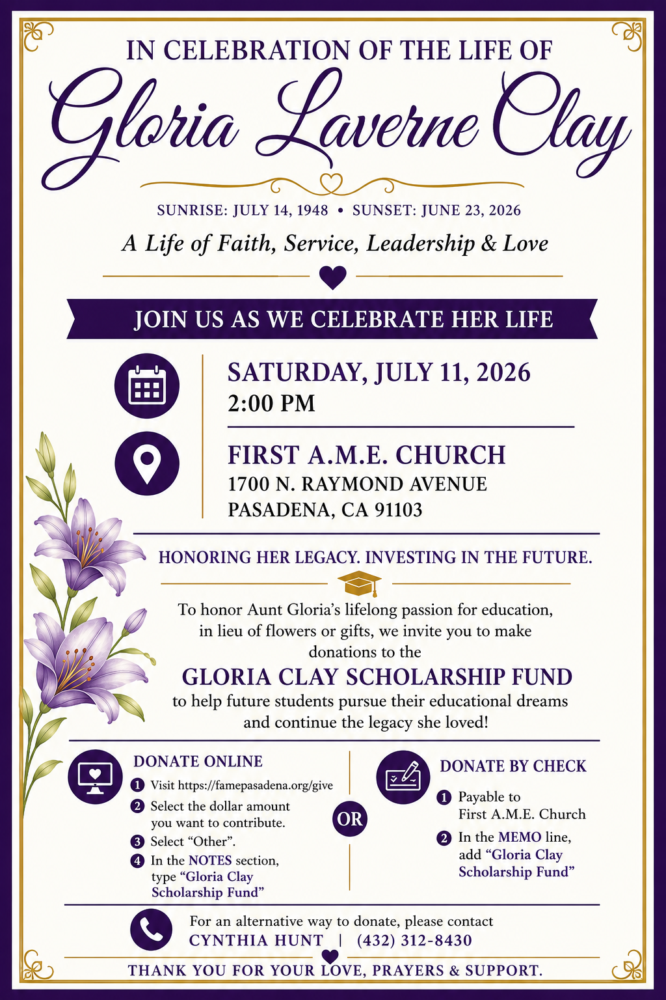 IN CELEBRATION OF THE LIFE OF
Gloria Laverne Clay
SUNRISE: JULY 14, 1948 • SUNSET: JUNE 23, 2026
A Life of Faith, Service, Leadership & Love
JOIN US AS WE CELEBRATE HER LIFE
SATURDAY, JULY 11, 2026
2:00 PM
FIRST A.M.E. CHURCH
1700 N. RAYMOND AVENUE
PASADENA, CA 91103
HONORING HER LEGACY. INVESTING IN THE FUTURE.
To honor Aunt Gloria’s lifelong passion for education,
in lieu of flowers or gifts, we invite you to make
donations to the
GLORIA CLAY SCHOLARSHIP FUND
to help future students pursue their educational dreams
and continue the legacy she loved!
DONATE ONLINE
1 Visit https://famepasadena.org/give
2 Select the dollar amount
you want to contribute.
3 Select “Other”.
4 In the NOTES section,
type “Gloria Clay
Scholarship Fund”
OR
DONATE BY CHECK
1 Payable to
First A.M.E. Church
2 In the MEMO line,
add “Gloria Clay
Scholarship Fund”
For an alternative way to donate, please contact
CYNTHIA HUNT | (432) 312-8430
THANK YOU FOR YOUR LOVE, PRAYERS & SUPPORT.